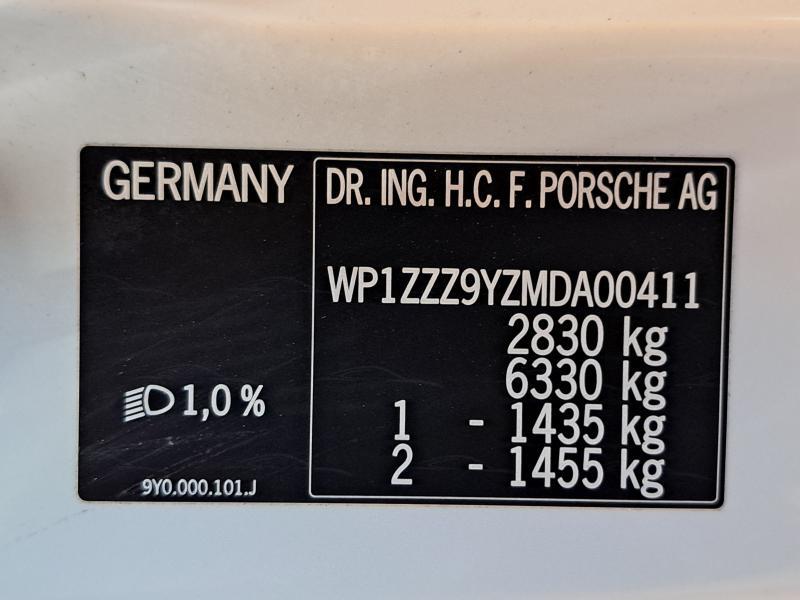 GERMANY
1,0 %
9Y0.000.101.J
DR. ING. H.C. F. PORSCHE AG
WP1ZZZ9YZMDA00411
2830 kg
6330 kg
1 - 1435 kg
2 - 1455 kg